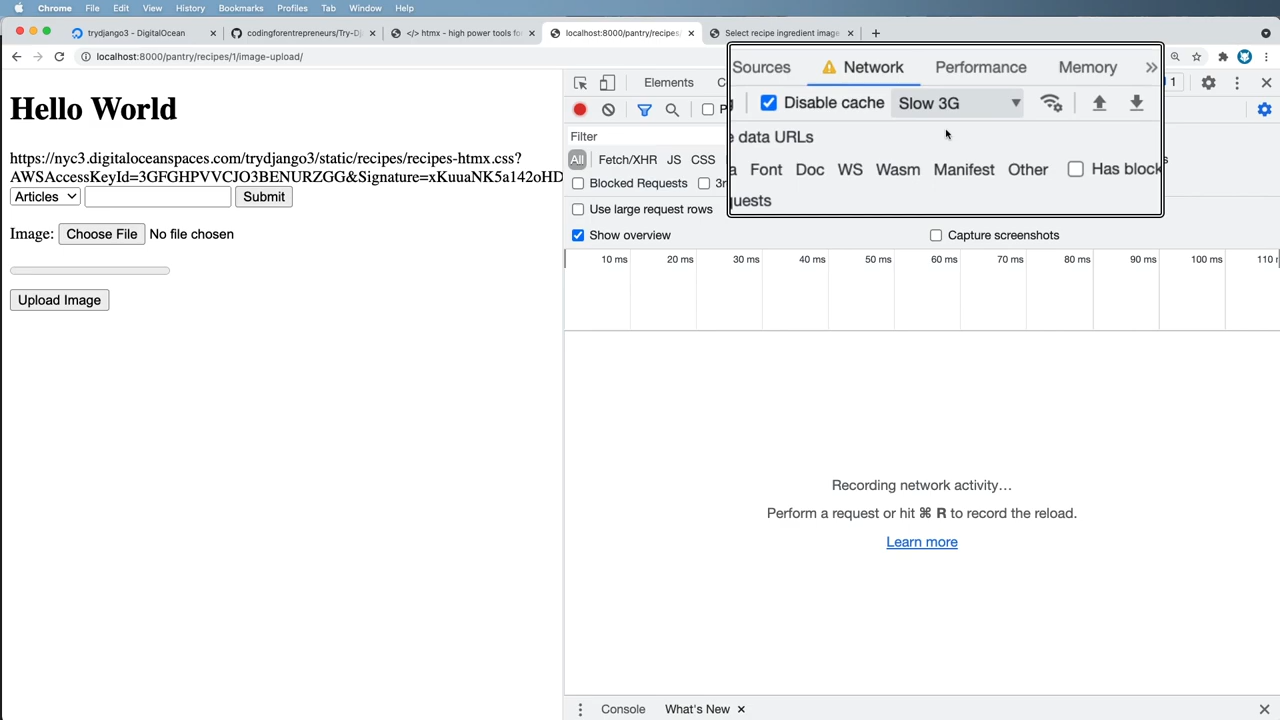 Chrome File Edit View History Bookmarks Profiles Tab Window Help
trydjango3 - DigitalOcean
codingforentrepreneurs/Try-Dj
</> htmx - high power tools for
localhost:8000/pantry/recipes/
Select recipe ingredient image
localhost:8000/pantry/recipes/1/image-upload/
Hello World
https://nyc3.digitaloceanspaces.com/trydjango3/static/recipes/recipes-htmx.css?
AWSAccessKeyId=3GFGHPVVCJO3BENURZGG&Signature=xKuuaNK5a142oHD
Articles Submit
Image: Choose File No file chosen
Upload Image
Elements
1
Sources Network Performance Memory »
Disable cache Slow 3G
e data URLs
Font Doc WS Wasm Manifest Other Has block
uests
Filter
All Fetch/XHR JS CSS
Blocked Requests 3r
Use large request rows
Show overview Capture screenshots
10 ms 20 ms 30 ms 40 ms 50 ms 60 ms 70 ms 80 ms 90 ms 100 ms 110
Recording network activity…
Perform a request or hit ⌘ R to record the reload.
Learn more
Console What's New ×